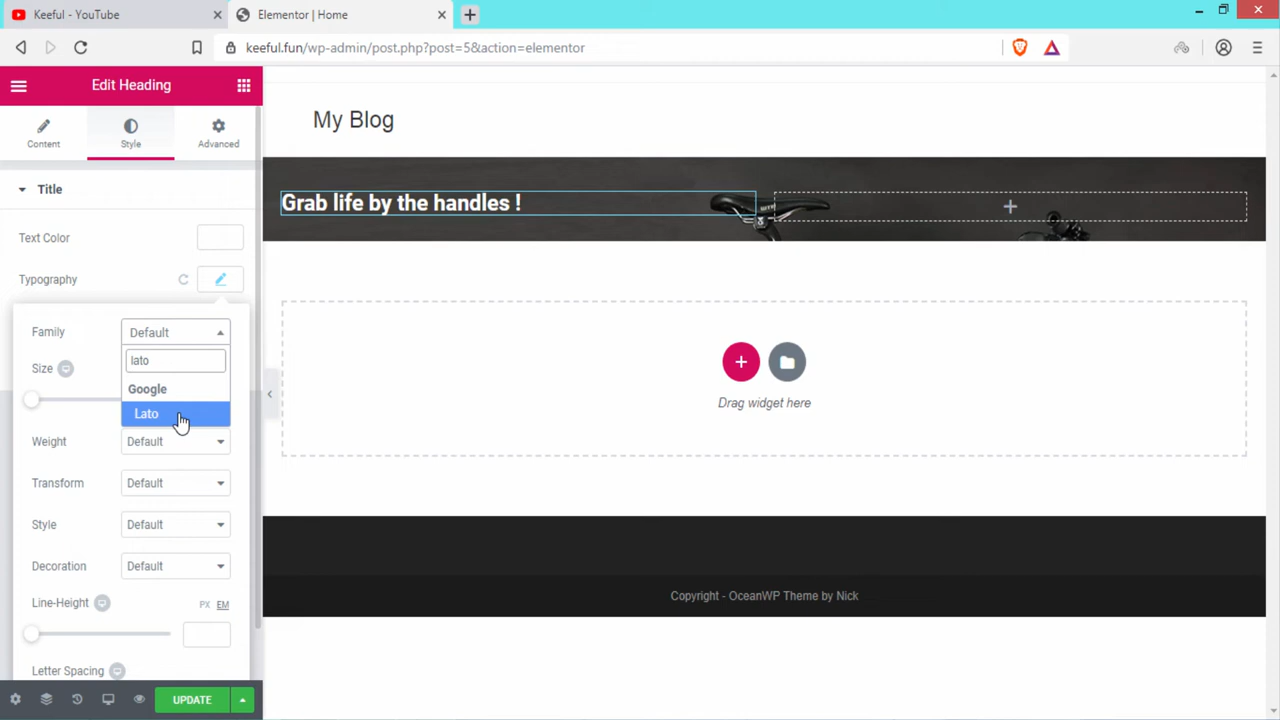 Keeful - YouTube
Elementor | Home
keeful.fun/wp-admin/post.php?post=5&action=elementor
Edit Heading
Content
Style
Advanced
Title
Text Color
Typography
Family
Default
lato
Google
Lato
Size
Weight
Default
Transform
Default
Style
Default
Decoration
Default
Line-Height
PX
EM
Letter Spacing
UPDATE
My Blog
Grab life by the handles !
Drag widget here
Copyright - OceanWP Theme by Nick